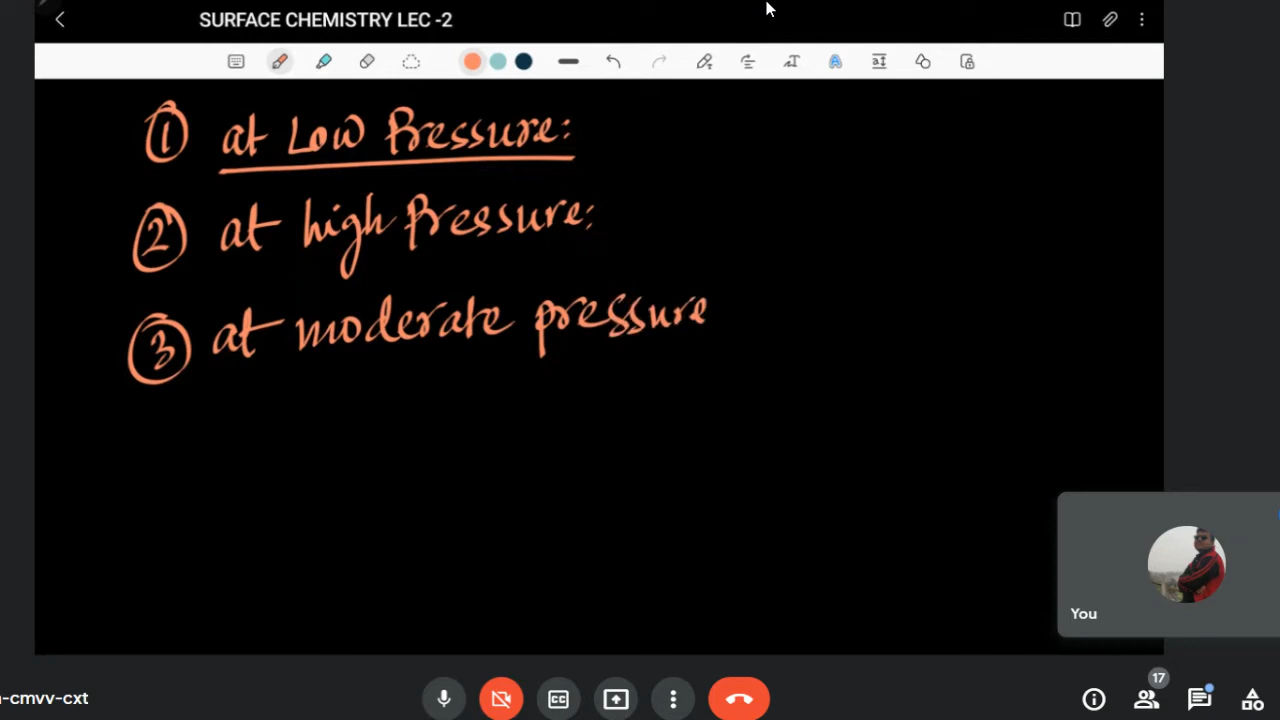 SURFACE CHEMISTRY LEC -2
① at Low Pressure:
② at high Pressure:
③ at moderate pressure
You
17
-cmvv-cxt